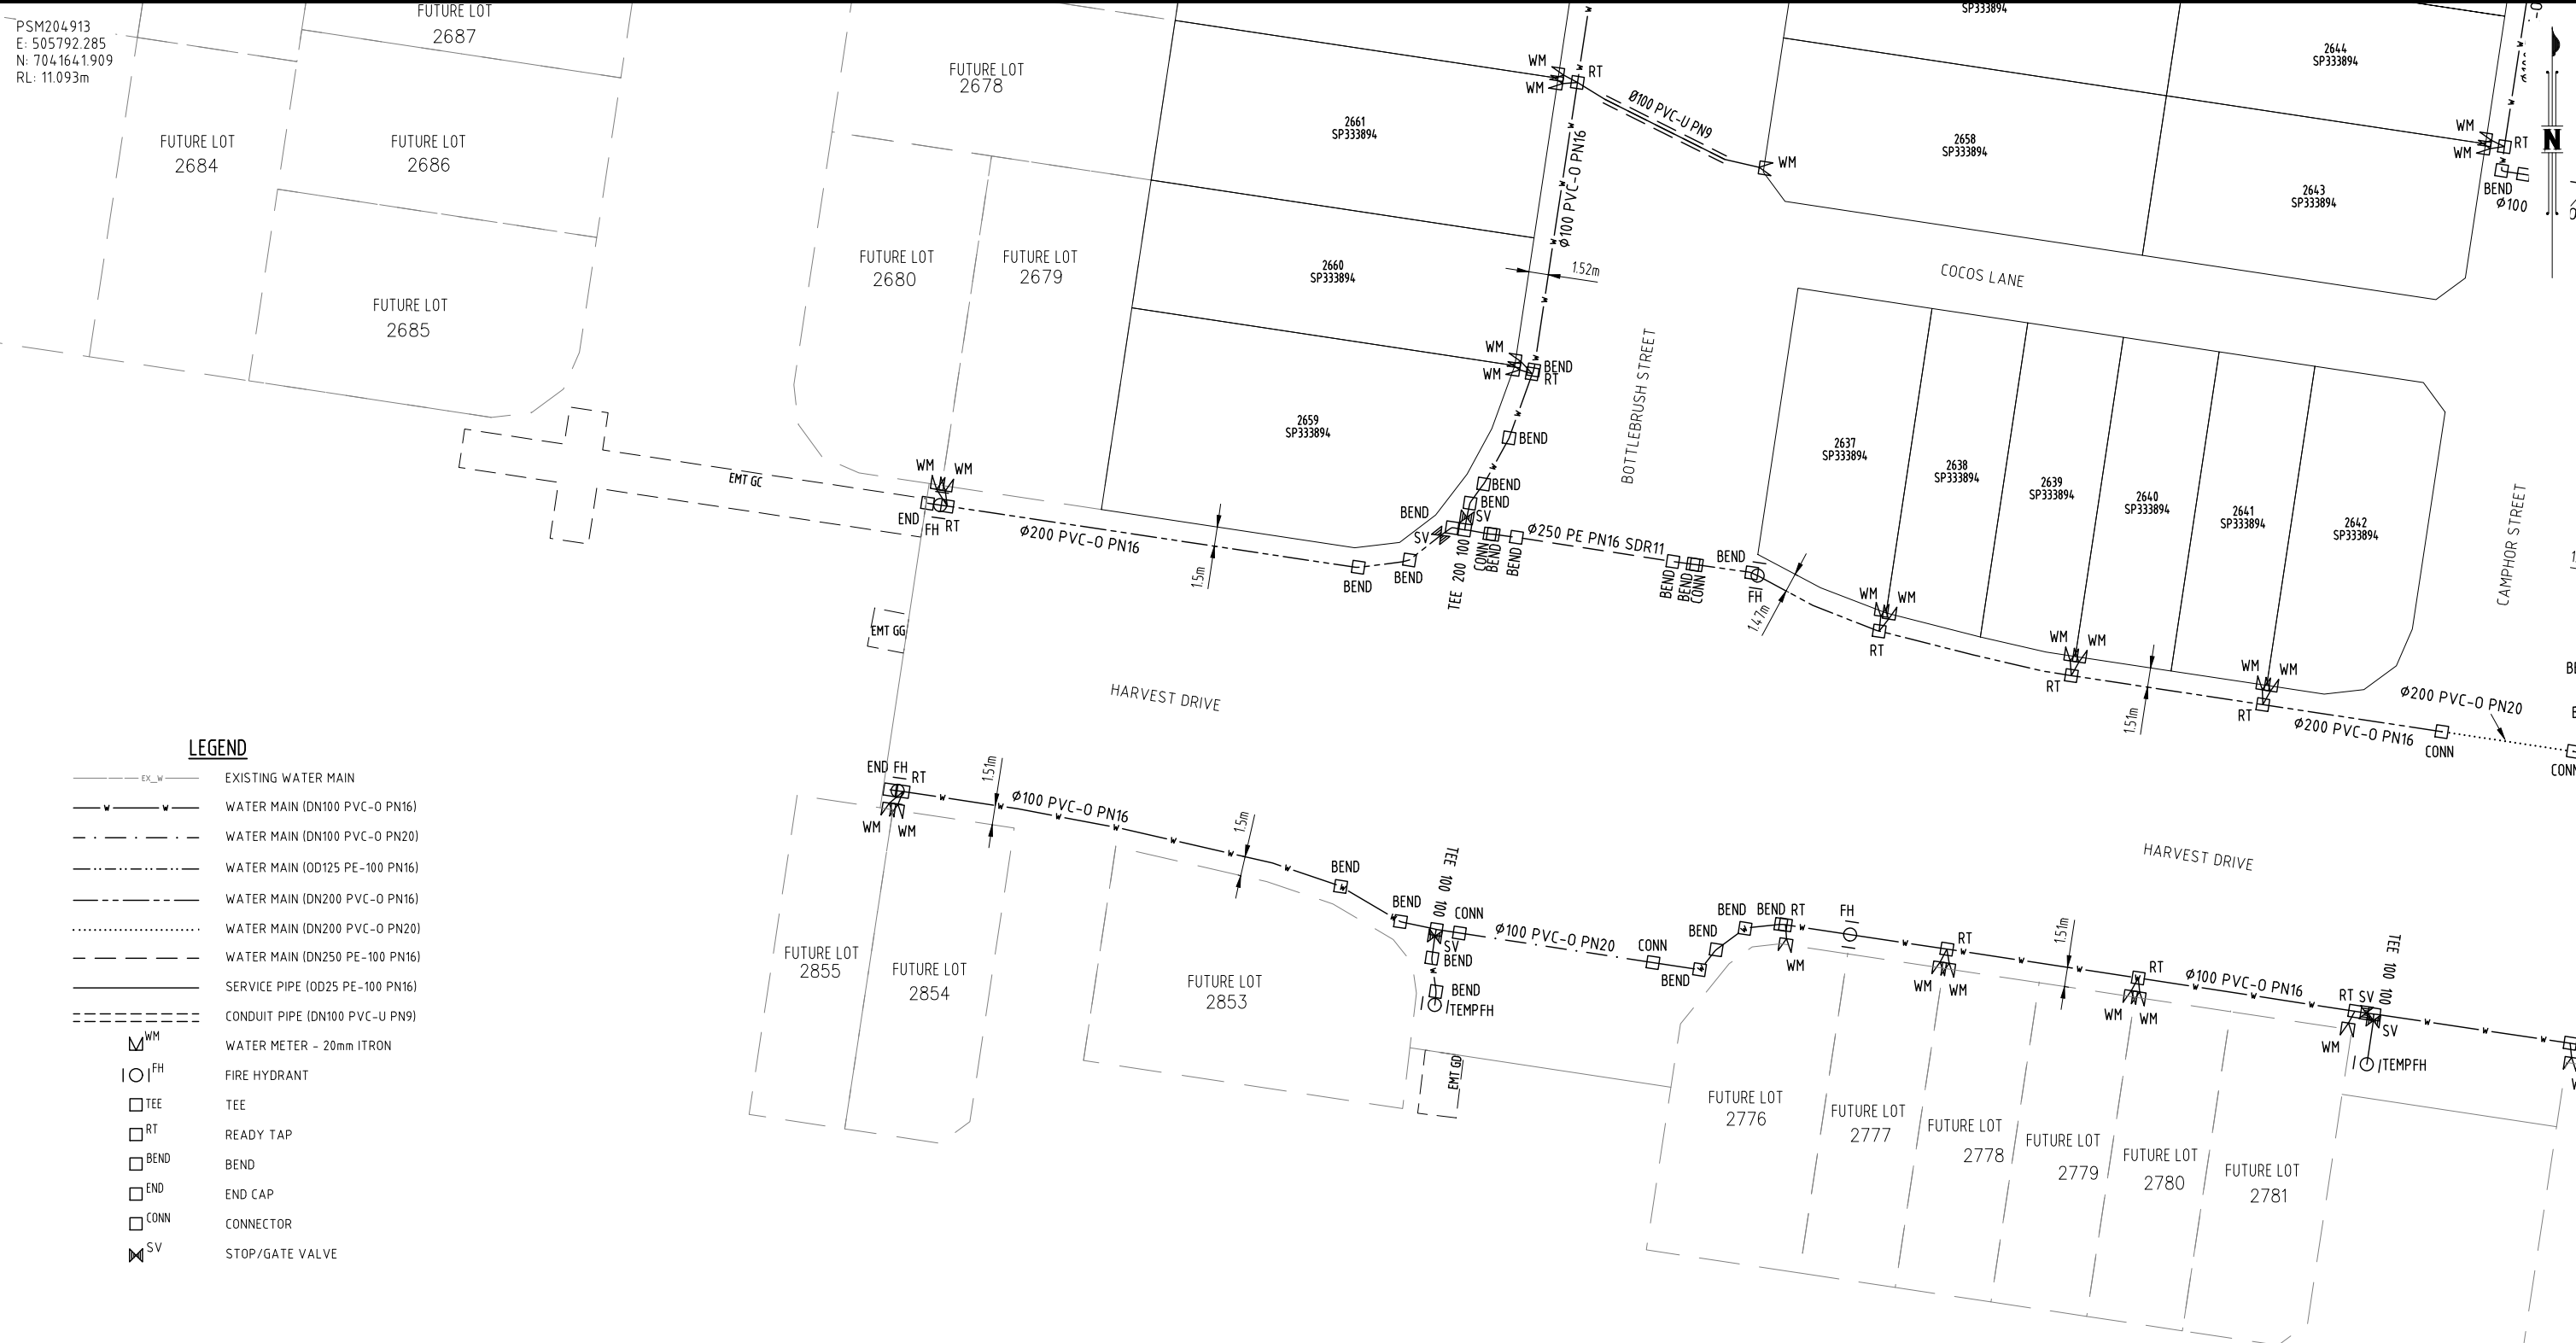 PSM204913
E: 505792.285
N: 7041641.909
RL: 11.093m
FUTURE LOT
2687
FUTURE LOT
2684
FUTURE LOT
2686
FUTURE LOT
2685
FUTURE LOT
2678
FUTURE LOT
2680
FUTURE LOT
2679
2661
SP333894
2660
SP333894
2659
SP333894
SP333894
2644
SP333894
2658
SP333894
2643
SP333894
WM
WM
RT
Ø100 PVC-U PN9
WM
Ø100 PVC-O PN16
1.52m
WM
WM
RT
BEND
Ø100
N
COCOS LANE
BOTTLEBRUSH STREET
CAMPHOR STREET
WM
WM
BEND
RT
BEND
BEND
BEND
SV
BEND
SV
2637
SP333894
2638
SP333894
2639
SP333894
2640
SP333894
2641
SP333894
2642
SP333894
EMT GC
WM
WM
END
FH
RT
Ø200 PVC-O PN16
1.5m
BEND
BEND
TEE 200 100
CONN
BEND
BEND
Ø250 PE PN16 SDR11
BEND
BEND
CONN
BEND
FH
1.47m
WM
WM
RT
WM
WM
RT
1.51m
WM
WM
RT
Ø200 PVC-O PN16
Ø200 PVC-O PN20
CONN
CONN
EMT GG
HARVEST DRIVE
HARVEST DRIVE
END
FH
RT
WM
WM
1.51m
Ø100 PVC-O PN16
1.5m
BEND
BEND
TEE 100 100
CONN
SV
BEND
BEND
TEMPFH
Ø100 PVC-O PN20
CONN
BEND
BEND
BEND
BEND
RT
WM
FH
RT
WM
WM
1.51m
RT
WM
WM
Ø100 PVC-O PN16
RT
SV
TEE 100 100
SV
WM
TEMPFH
EMT GD
FUTURE LOT
2855
FUTURE LOT
2854
FUTURE LOT
2853
FUTURE LOT
2776
FUTURE LOT
2777
FUTURE LOT
2778
FUTURE LOT
2779
FUTURE LOT
2780
FUTURE LOT
2781
LEGEND
EX_W
EXISTING WATER MAIN
W W
WATER MAIN (DN100 PVC-O PN16)
WATER MAIN (DN100 PVC-O PN20)
WATER MAIN (OD125 PE-100 PN16)
WATER MAIN (DN200 PVC-O PN16)
WATER MAIN (DN200 PVC-O PN20)
WATER MAIN (DN250 PE-100 PN16)
SERVICE PIPE (OD25 PE-100 PN16)
CONDUIT PIPE (DN100 PVC-U PN9)
WM
WATER METER - 20mm ITRON
FH
FIRE HYDRANT
TEE
TEE
RT
READY TAP
BEND
BEND
END
END CAP
CONN
CONNECTOR
SV
STOP/GATE VALVE